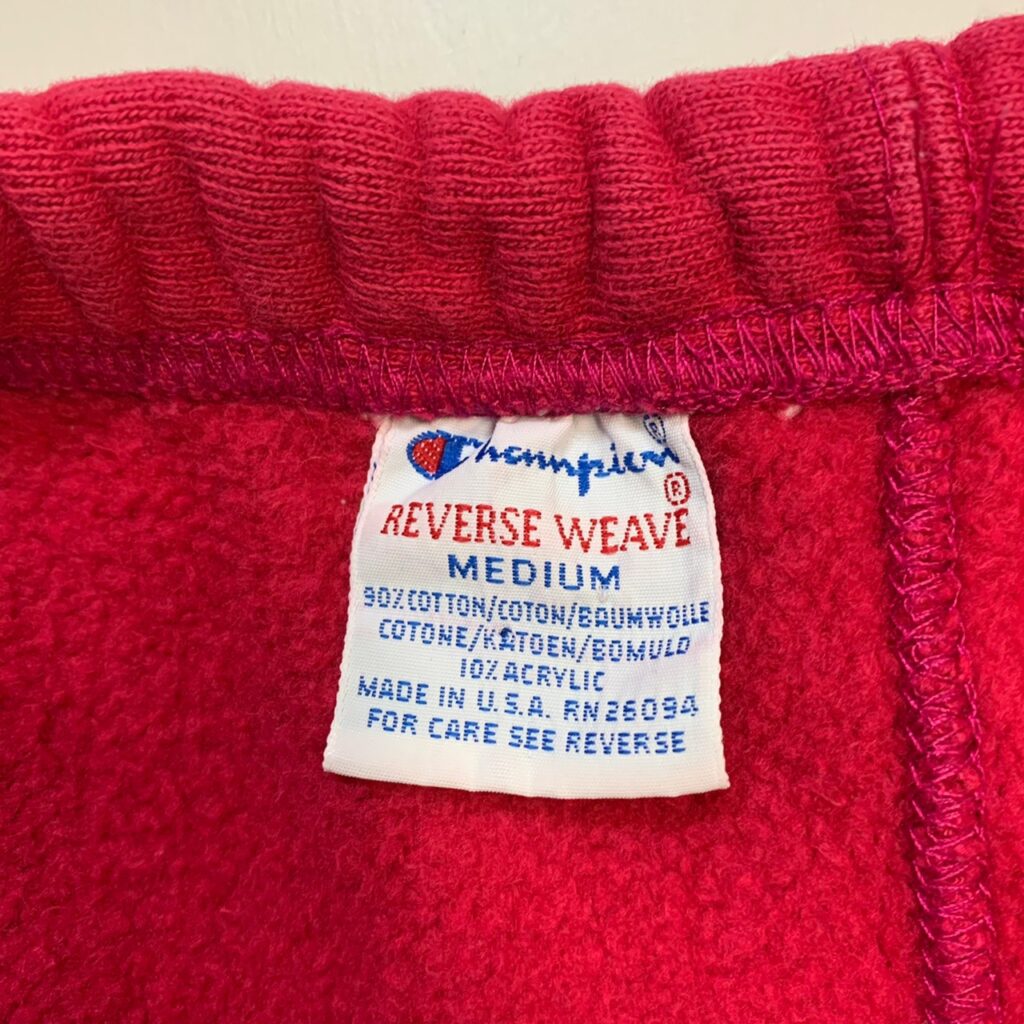 Champion®
REVERSE WEAVE®
MEDIUM
90% COTTON/COTON/BAUMWOLLE
COTONE/KATOEN/BOMULD
10% ACRYLIC
MADE IN U.S.A. RN26094
FOR CARE SEE REVERSE